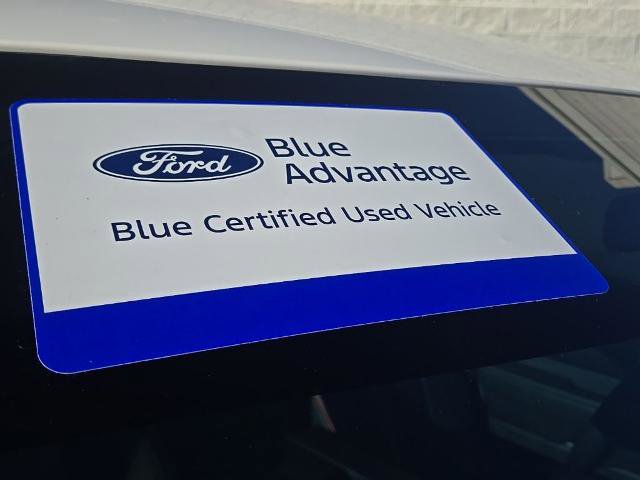 Ford
Blue
Advantage
Blue Certified Used Vehicle